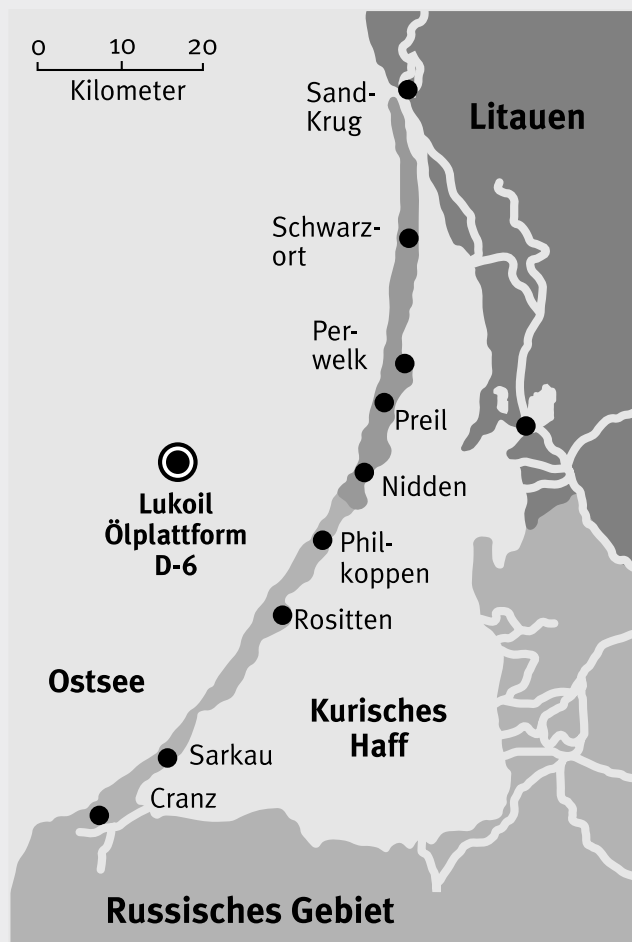 0 10 20
Kilometer
Sand-
Krug
Litauen
Schwarz-
ort
Per-
welk
Preil
Nidden
Lukoil
Ölplattform
D-6
Phil-
koppen
Rositten
Ostsee
Kurisches
Haff
Sarkau
Cranz
Russisches Gebiet